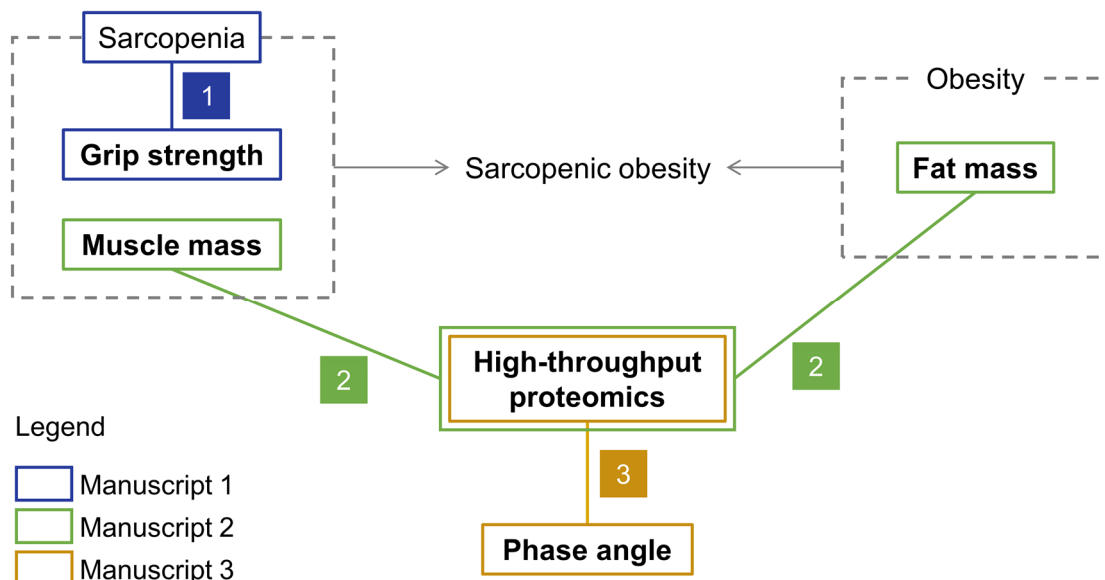 Sarcopenia
1
Grip strength
Muscle mass
Sarcopenic obesity
Obesity
Fat mass
2
High-throughput
proteomics
2
3
Phase angle
Legend
Manuscript 1
Manuscript 2
Manuscript 3